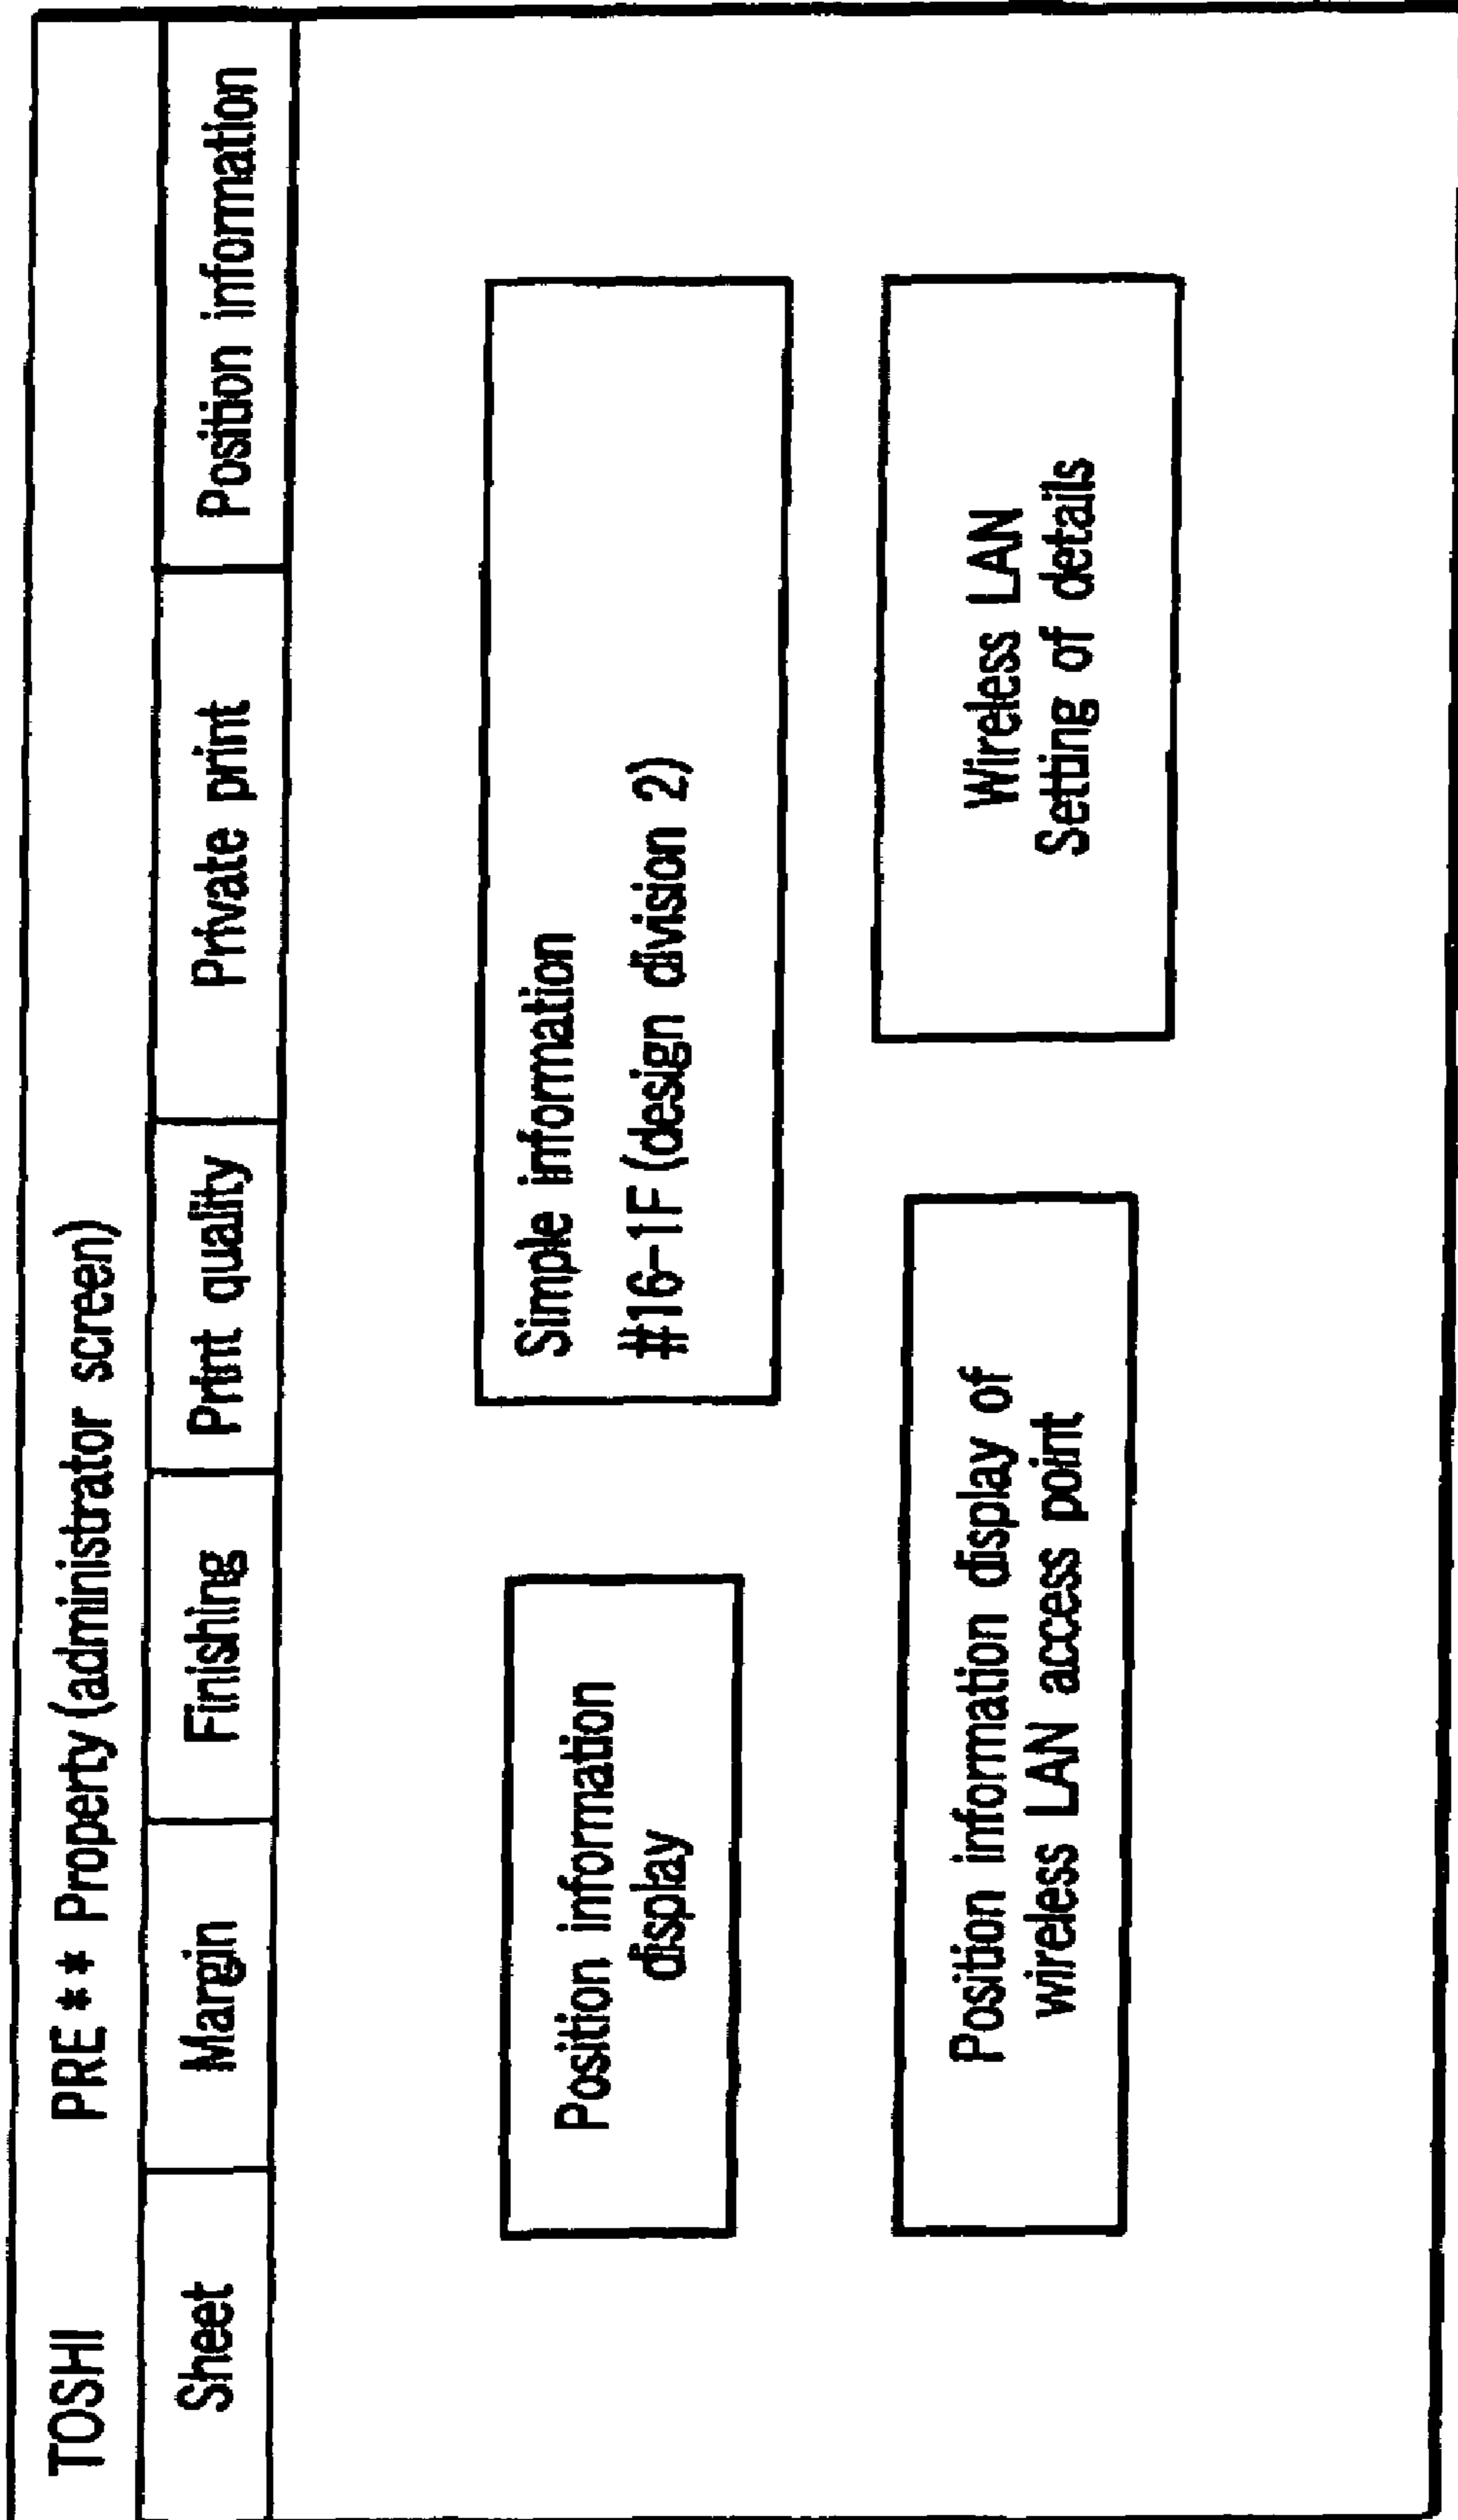 TOSHI PRE ** Property (administrator screen)
Sheet Margin Finishing Print quality Private print Position information
Position information
display
Simple information
#16-1F (design division 2)
Position information display of
wireless LAN access point
Wireless LAN
Setting of details